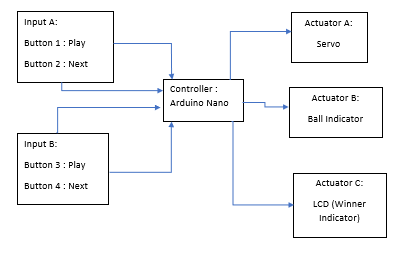 Input A:
Button 1 : Play
Button 2 : Next
Actuator A:
Servo
Controller :
Arduino Nano
Actuator B:
Ball Indicator
Input B:
Button 3 : Play
Button 4 : Next
Actuator C:
LCD (Winner
Indicator)